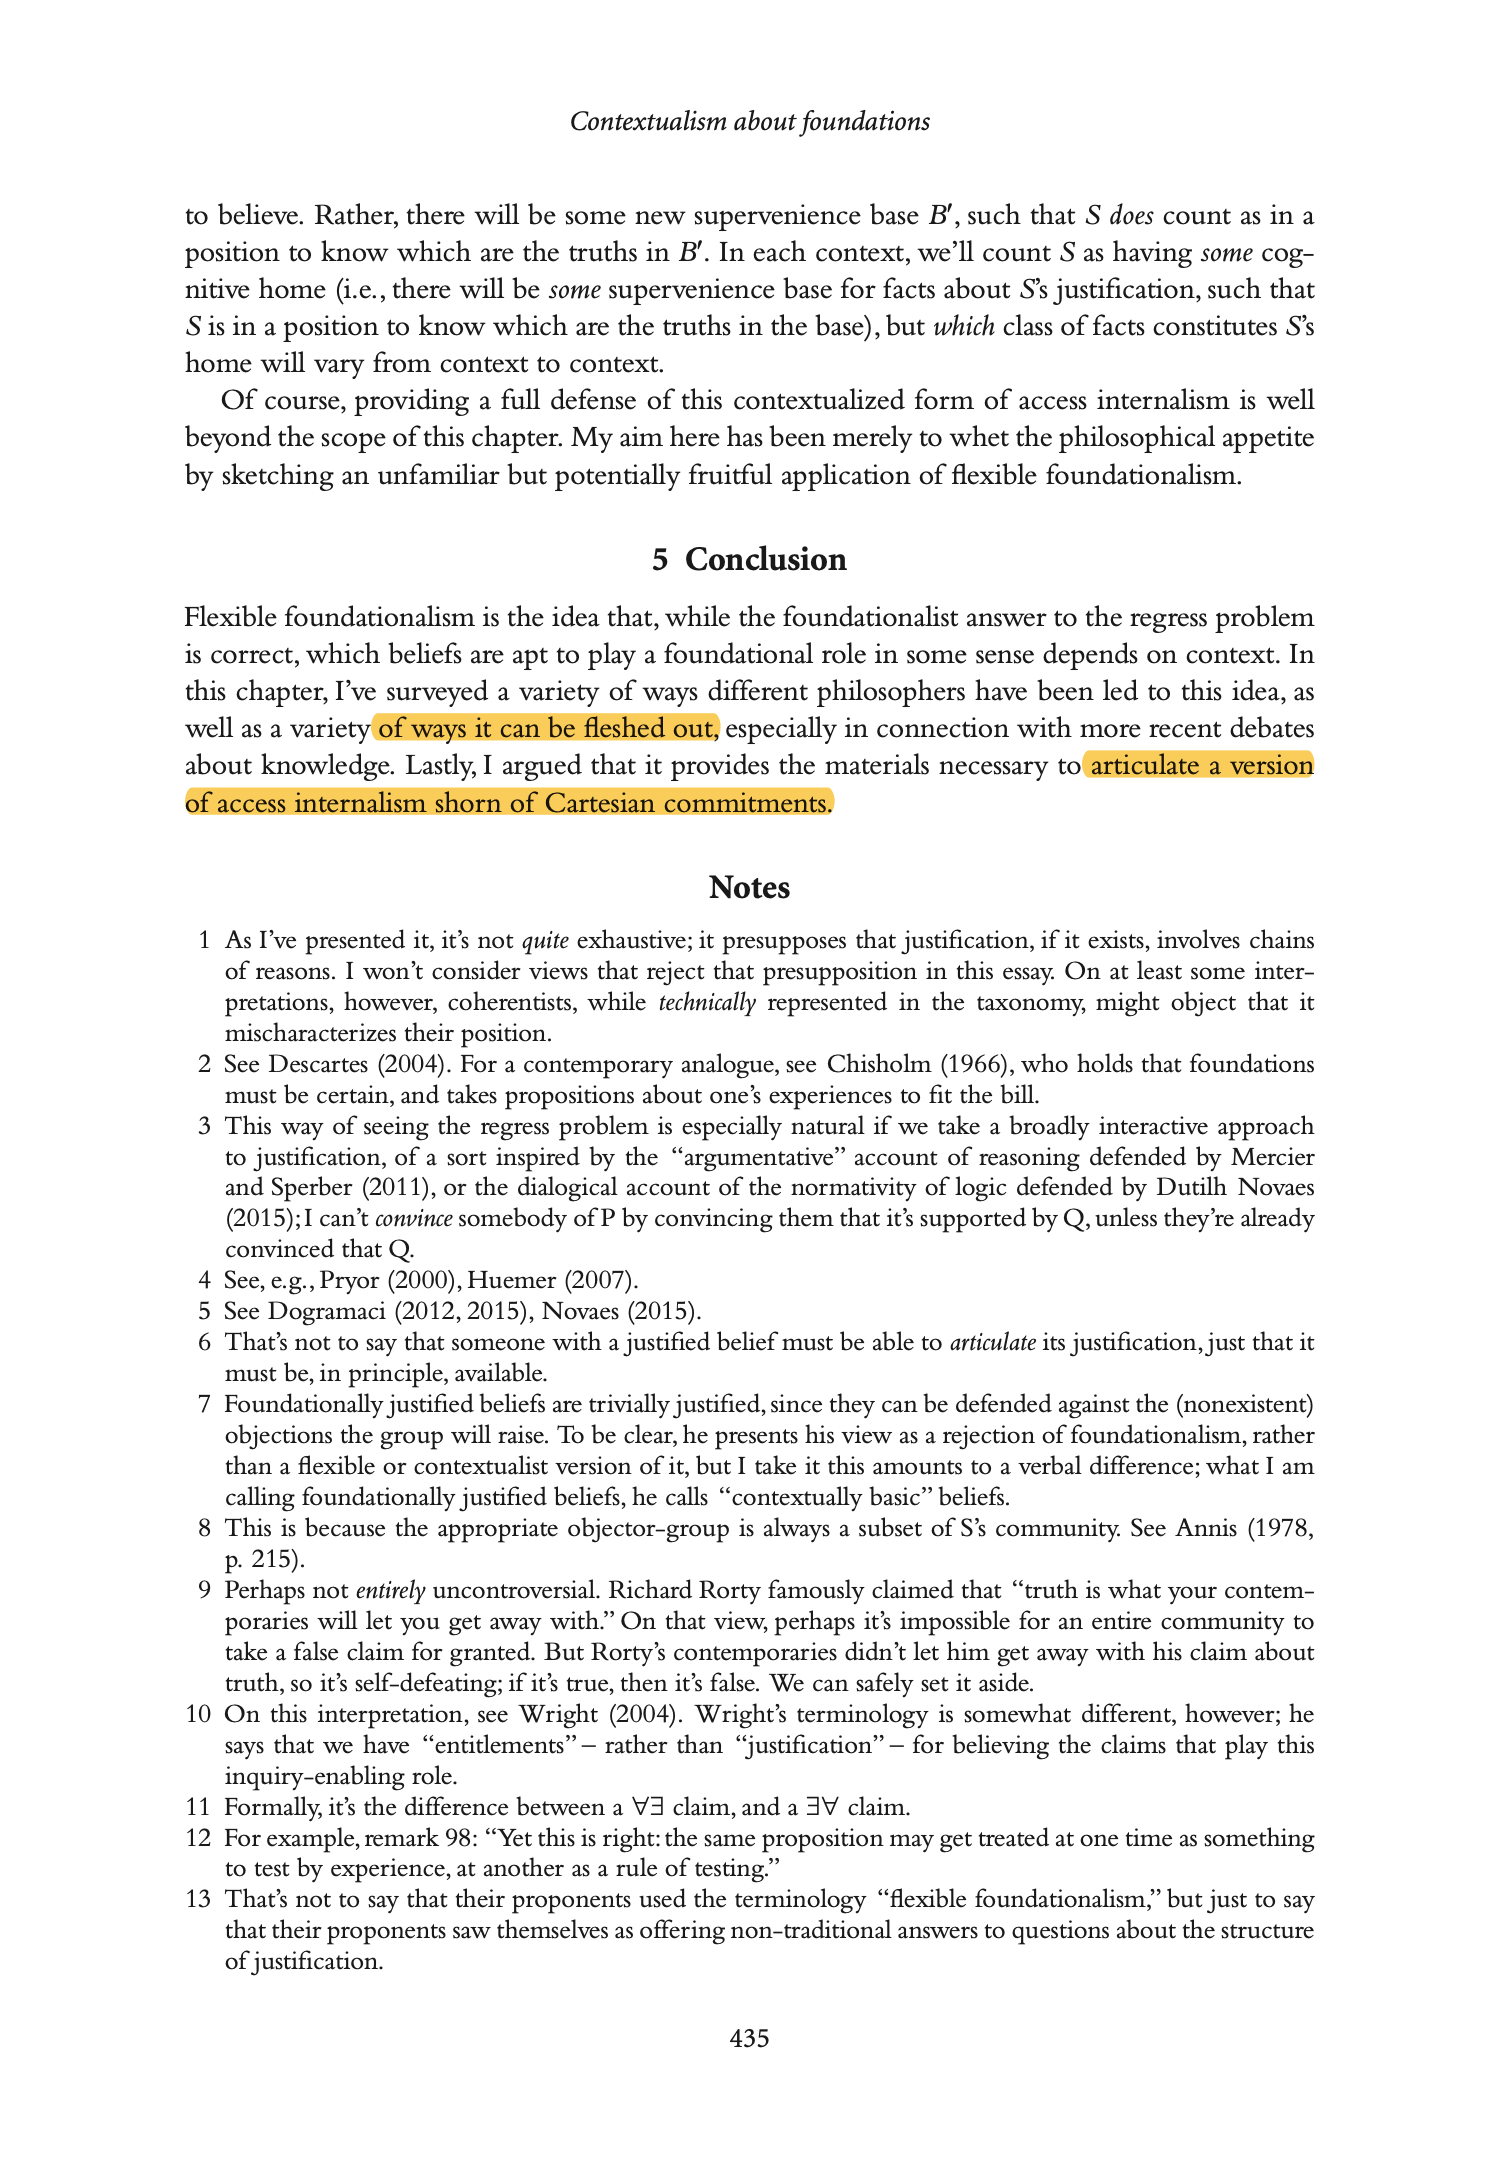 Contextualism about foundations
to believe. Rather, there will be some new supervenience base B′, such that S does count as in a
position to know which are the truths in B′. In each context, we’ll count S as having some cog-
nitive home (i.e., there will be some supervenience base for facts about S’s justification, such that
S is in a position to know which are the truths in the base), but which class of facts constitutes S’s
home will vary from context to context.
Of course, providing a full defense of this contextualized form of access internalism is well
beyond the scope of this chapter. My aim here has been merely to whet the philosophical appetite
by sketching an unfamiliar but potentially fruitful application of flexible foundationalism.
5 Conclusion
Flexible foundationalism is the idea that, while the foundationalist answer to the regress problem
is correct, which beliefs are apt to play a foundational role in some sense depends on context. In
this chapter, I’ve surveyed a variety of ways different philosophers have been led to this idea, as
well as a variety of ways it can be fleshed out, especially in connection with more recent debates
about knowledge. Lastly, I argued that it provides the materials necessary to articulate a version
of access internalism shorn of Cartesian commitments.
Notes
1 As I’ve presented it, it’s not quite exhaustive; it presupposes that justification, if it exists, involves chains
of reasons. I won’t consider views that reject that presupposition in this essay. On at least some inter-
pretations, however, coherentists, while technically represented in the taxonomy, might object that it
mischaracterizes their position.
2 See Descartes (2004). For a contemporary analogue, see Chisholm (1966), who holds that foundations
must be certain, and takes propositions about one’s experiences to fit the bill.
3 This way of seeing the regress problem is especially natural if we take a broadly interactive approach
to justification, of a sort inspired by the “argumentative” account of reasoning defended by Mercier
and Sperber (2011), or the dialogical account of the normativity of logic defended by Dutilh Novaes
(2015); I can’t convince somebody of P by convincing them that it’s supported by Q, unless they’re already
convinced that Q.
4 See, e.g., Pryor (2000), Huemer (2007).
5 See Dogramaci (2012, 2015), Novaes (2015).
6 That’s not to say that someone with a justified belief must be able to articulate its justification, just that it
must be, in principle, available.
7 Foundationally justified beliefs are trivially justified, since they can be defended against the (nonexistent)
objections the group will raise. To be clear, he presents his view as a rejection of foundationalism, rather
than a flexible or contextualist version of it, but I take it this amounts to a verbal difference; what I am
calling foundationally justified beliefs, he calls “contextually basic” beliefs.
8 This is because the appropriate objector-group is always a subset of S’s community. See Annis (1978,
p. 215).
9 Perhaps not entirely uncontroversial. Richard Rorty famously claimed that “truth is what your contem-
poraries will let you get away with.” On that view, perhaps it’s impossible for an entire community to
take a false claim for granted. But Rorty’s contemporaries didn’t let him get away with his claim about
truth, so it’s self-defeating; if it’s true, then it’s false. We can safely set it aside.
10 On this interpretation, see Wright (2004). Wright’s terminology is somewhat different, however; he
says that we have “entitlements” – rather than “justification” – for believing the claims that play this
inquiry-enabling role.
11 Formally, it’s the difference between a ∀∃ claim, and a ∃∀ claim.
12 For example, remark 98: “Yet this is right: the same proposition may get treated at one time as something
to test by experience, at another as a rule of testing.”
13 That’s not to say that their proponents used the terminology “flexible foundationalism,” but just to say
that their proponents saw themselves as offering non-traditional answers to questions about the structure
of justification.
435